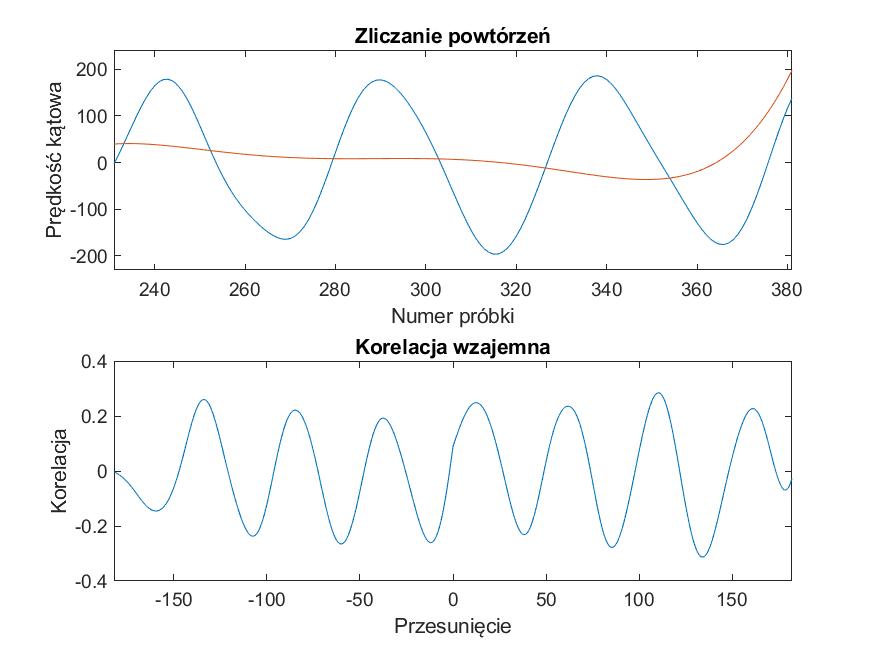 Zliczanie powtórzeń
200
100
0
-100
-200
Prędkość kątowa
240 260 280 300 320 340 360 380
Numer próbki
Korelacja wzajemna
0.4
0.2
0
-0.2
-0.4
Korelacja
-150 -100 -50 0 50 100 150
Przesunięcie